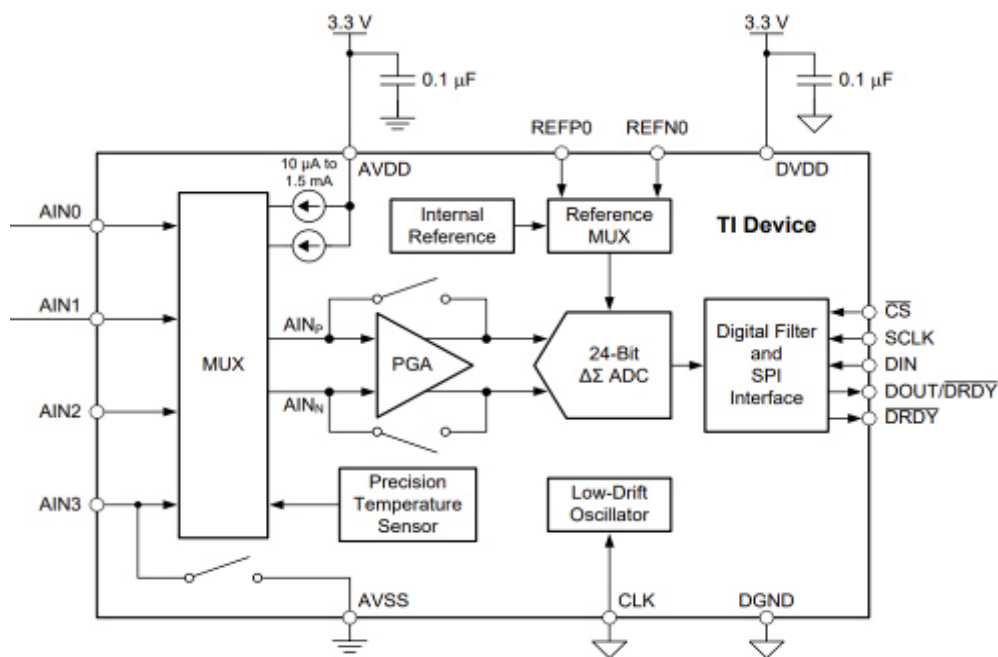 3.3 V
3.3 V
0.1 μF
0.1 μF
REFP0
REFN0
AVDD
DVDD
10 μA to
1.5 mA
AIN0
Internal
Reference
Reference
MUX
TI Device
AIN1
MUX
AINP
PGA
AINN
24-Bit
ΔΣ ADC
Digital Filter
and
SPI
Interface
CS
SCLK
DIN
DOUT/DRDY
DRDY
AIN2
AIN3
Precision
Temperature
Sensor
Low-Drift
Oscillator
AVSS
CLK
DGND